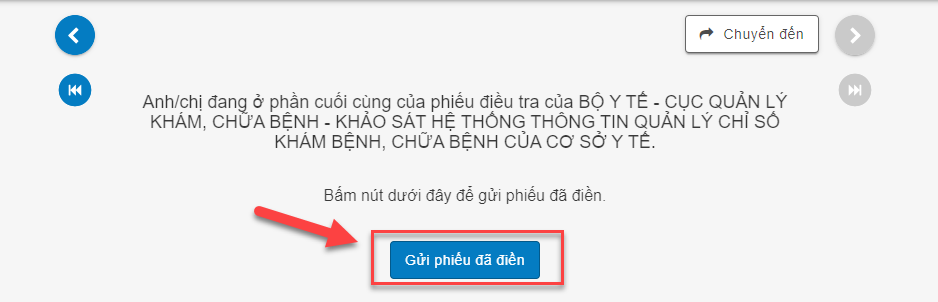 Chuyển đến
Anh/chị đang ở phần cuối cùng của phiếu điều tra của BỘ Y TẾ - CỤC QUẢN LÝ
KHÁM, CHỮA BỆNH - KHẢO SÁT HỆ THỐNG THÔNG TIN QUẢN LÝ CHỈ SỐ
KHÁM BỆNH, CHỮA BỆNH CỦA CƠ SỞ Y TẾ.
Bấm nút dưới đây để gửi phiếu đã điền.
Gửi phiếu đã điền